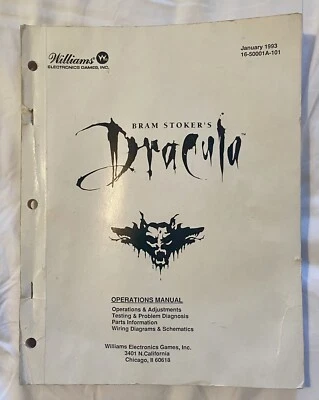 Williams
ELECTRONICS GAMES, INC.
January 1993
16-50001A-101
BRAM STOKER'S
Dracula™
OPERATIONS MANUAL
Operations & Adjustments
Testing & Problem Diagnosis
Parts Information
Wiring Diagrams & Schematics
Williams Electronics Games, Inc.
3401 N.California
Chicago, Il 60618